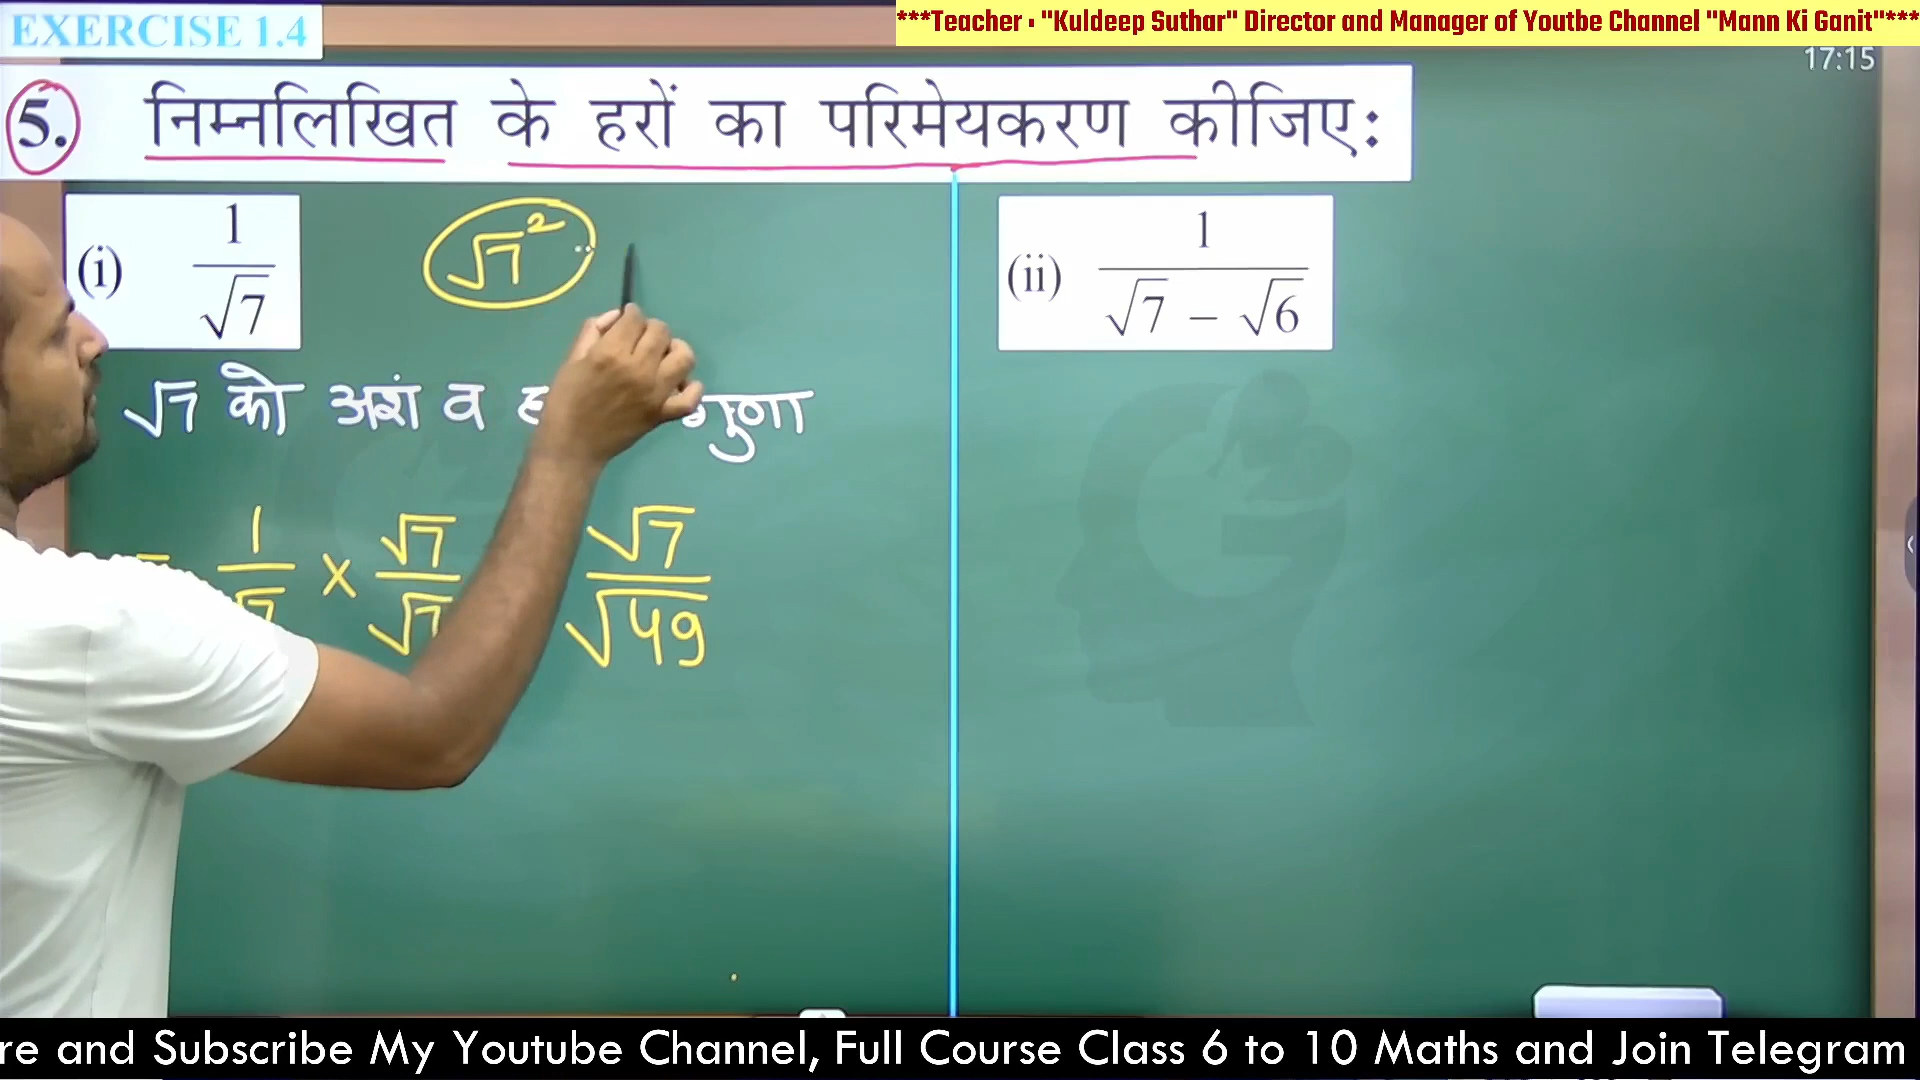 EXERCISE 1.4
***Teacher : "Kuldeep Suthar" Director and Manager of Youtbe Channel "Mann Ki Ganit"***
17:15
5. निम्नलिखित के हरों का परिमेयकरण कीजिए:
(i) 1/√7
√7²
(ii) 1/(√7 − √6)
√7 को अशं व गुणा
= 1/√7 × √7/√7 √7/√49
re and Subscribe My Youtube Channel, Full Course Class 6 to 10 Maths and Join Telegram